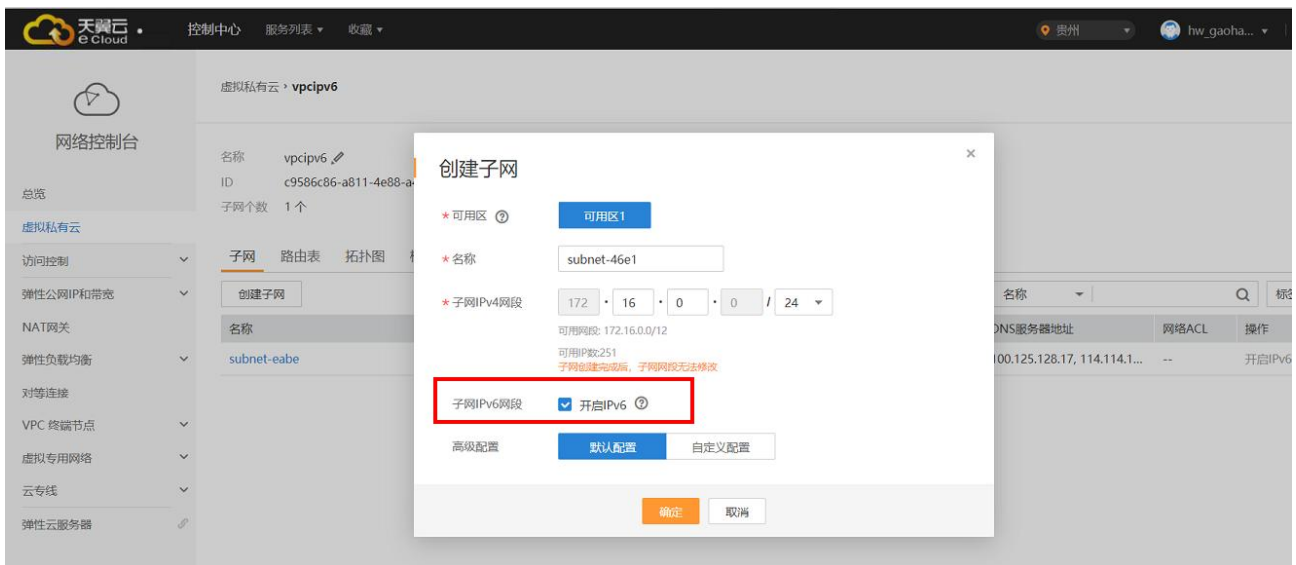 天翼云
e Cloud
控制中心 服务列表 收藏
贵州
hw_gaoha...
虚拟私有云 › vpcipv6
网络控制台
总览
虚拟私有云
访问控制
弹性公网IP和带宽
NAT网关
弹性负载均衡
对等连接
VPC 终端节点
虚拟专用网络
云专线
弹性云服务器
名称 vpcipv6
ID c9586c86-a811-4e88-a
子网个数 1 个
子网 路由表 拓扑图
创建子网
名称
标签
名称 DNS服务器地址 网络ACL 操作
subnet-eabe 100.125.128.17, 114.114.1... -- 开启IPv6
创建子网 ×
* 可用区 ? 可用区1
* 名称 subnet-46e1
* 子网IPv4网段 172 · 16 · 0 · 0 / 24
可用网段: 172.16.0.0/12
可用IP数:251
子网创建完成后，子网网段无法修改
子网IPv6网段 开启IPv6 ?
高级配置 默认配置 自定义配置
确定 取消